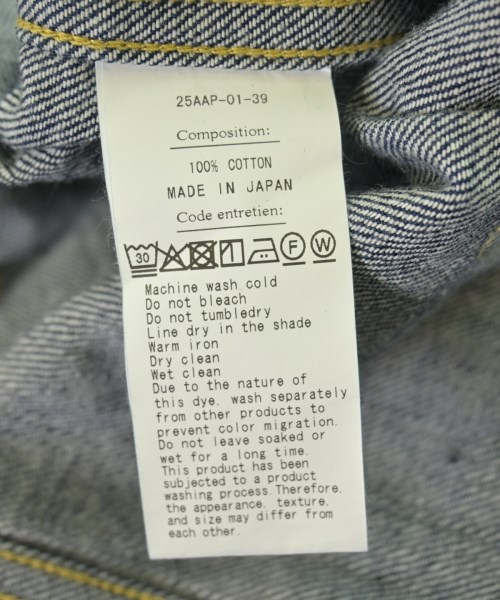 25AAP-01-39
Composition:
100% COTTON
MADE IN JAPAN
Code entretien:
30 F W
Machine wash cold
Do not bleach
Do not tumbledry
Line dry in the shade
Warm iron
Dry clean
Wet clean
Due to the nature of
this dye, wash separately
from other products to
prevent color migration.
Do not leave soaked or
wet for a long time.
This product has been
subjected to a product
washing process.Therefore,
the appearance, texture,
and size may differ from
each other.